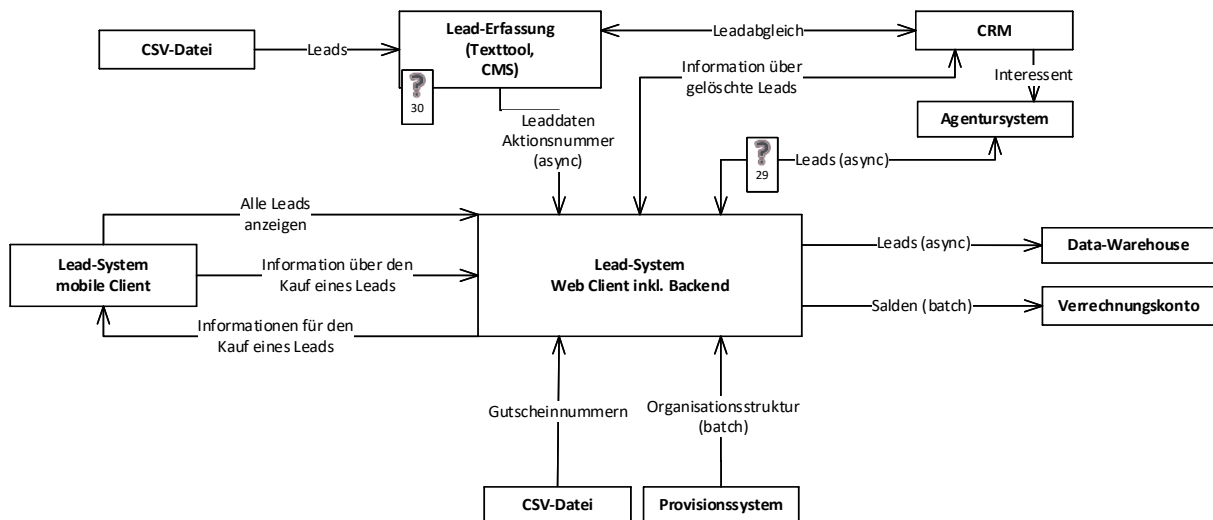 CSV-Datei
Leads
Lead-Erfassung
(Texttool,
CMS)
?
30
Leadabgleich
CRM
Information über
gelöschte Leads
Interessent
Agentursystem
Leaddaten
Aktionsnummer
(async)
?
29
Leads (async)
Alle Leads
anzeigen
Lead-System
mobile Client
Information über den
Kauf eines Leads
Informationen für den
Kauf eines Leads
Lead-System
Web Client inkl. Backend
Leads (async)
Data-Warehouse
Salden (batch)
Verrechnungskonto
Gutscheinnummern
Organisationsstruktur
(batch)
CSV-Datei
Provisionssystem